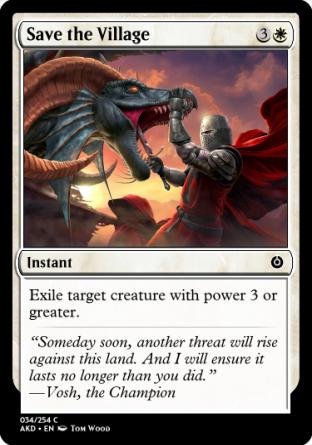 Save the Village 3
Instant
Exile target creature with power 3 or
greater.
“Someday soon, another threat will rise
against this land. And I will ensure it
lasts no longer than you did.”
—Vosh, the Champion
034/254 C
AKD • EN Tom Wood